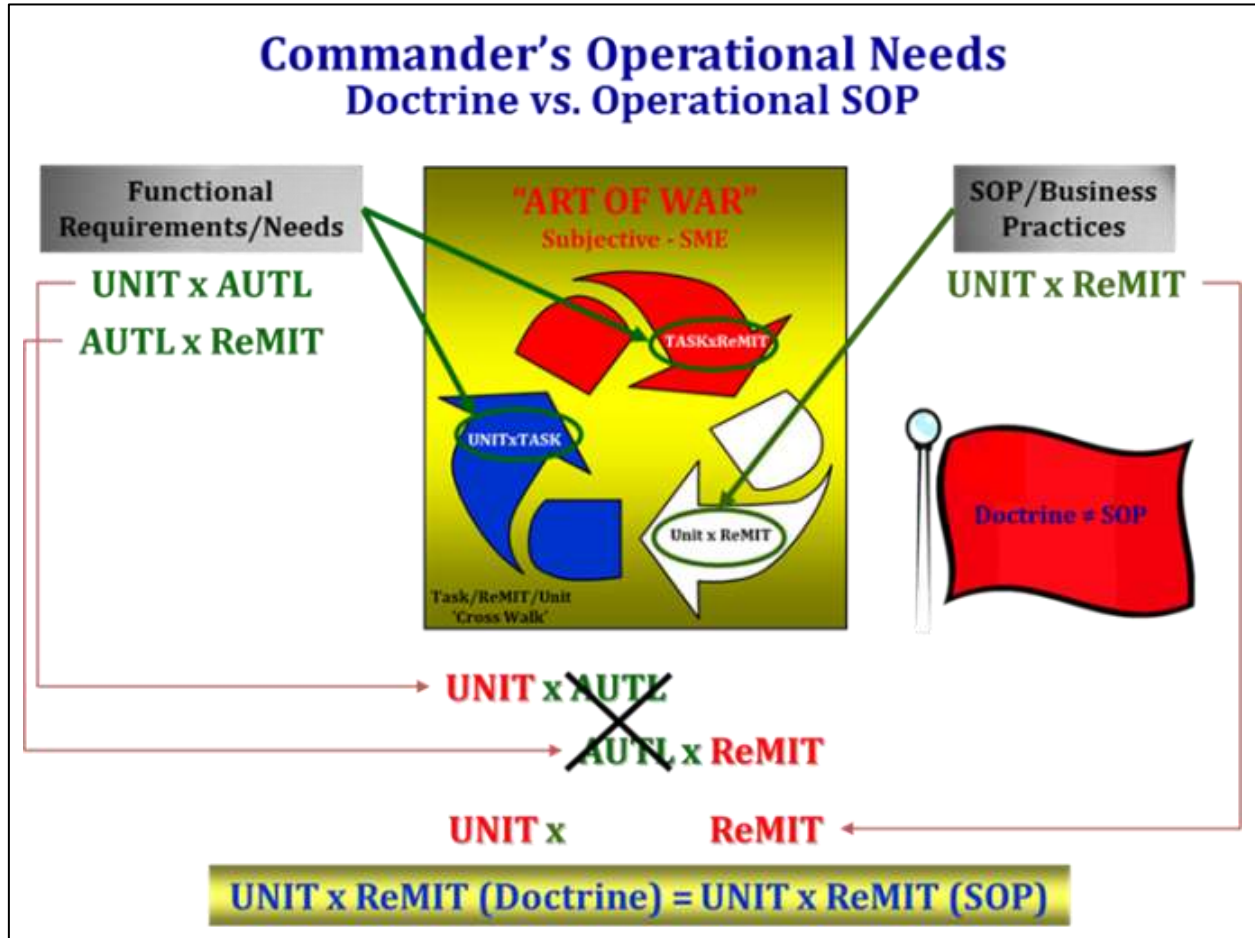 Commander's Operational Needs
Doctrine vs. Operational SOP
Functional
Requirements/Needs
UNIT x AUTL
AUTL x ReMIT
"ART OF WAR"
Subjective - SME
TASKxReMIT
UNITxTASK
Unit x ReMIT
Task/ReMIT/Unit
'Cross Walk'
SOP/Business
Practices
UNIT x ReMIT
Doctrine ≠ SOP
UNIT x AUTL
AUTL x ReMIT
UNIT x ReMIT
UNIT x ReMIT (Doctrine) = UNIT x ReMIT (SOP)